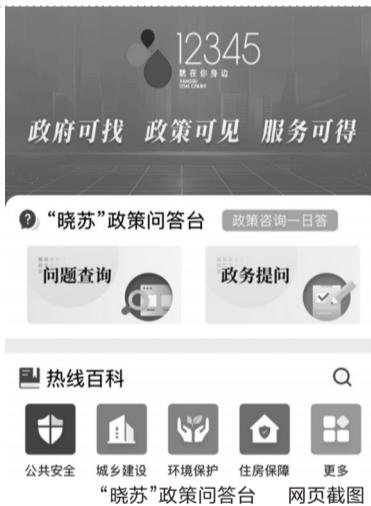 12345
就在你身边
JIANGSU
12345 ONLINE
政府可找 政策可见 服务可得
“晓苏”政策问答台 政策咨询一日答
问题查询 政务提问
热线百科
公共安全 城乡建设 环境保护 住房保障 更多
“晓苏”政策问答台 网页截图